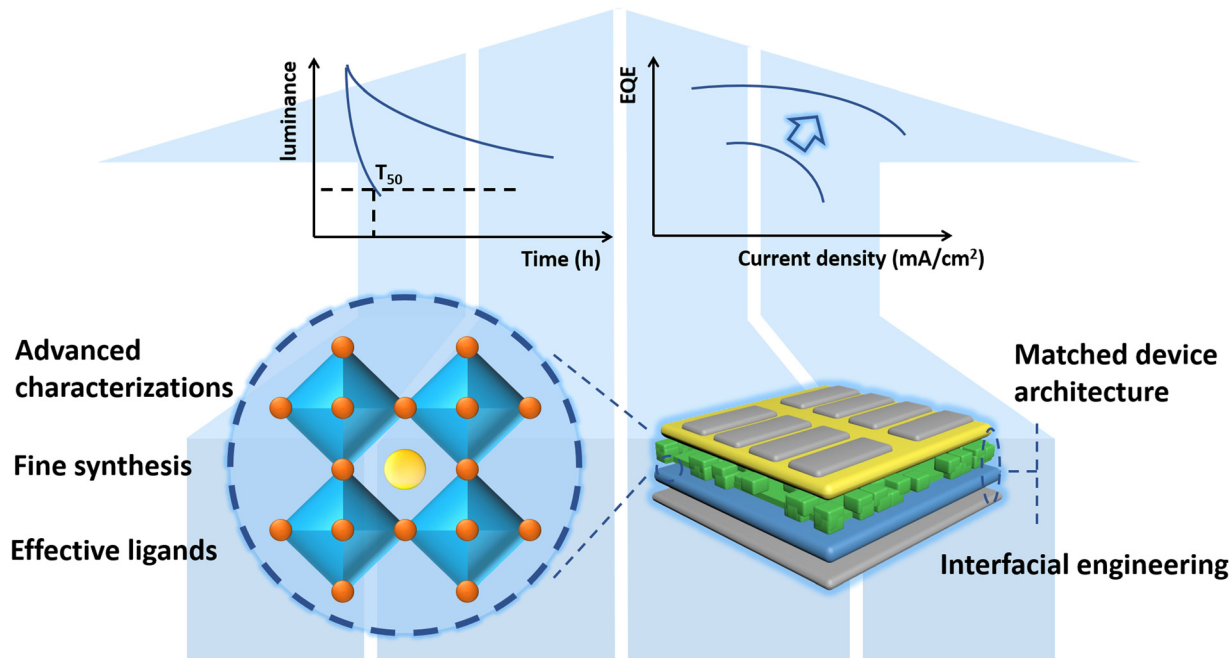 luminance
T₅₀
Time (h)
EQE
Current density (mA/cm²)
Advanced
characterizations
Fine synthesis
Effective ligands
Matched device
architecture
Interfacial engineering